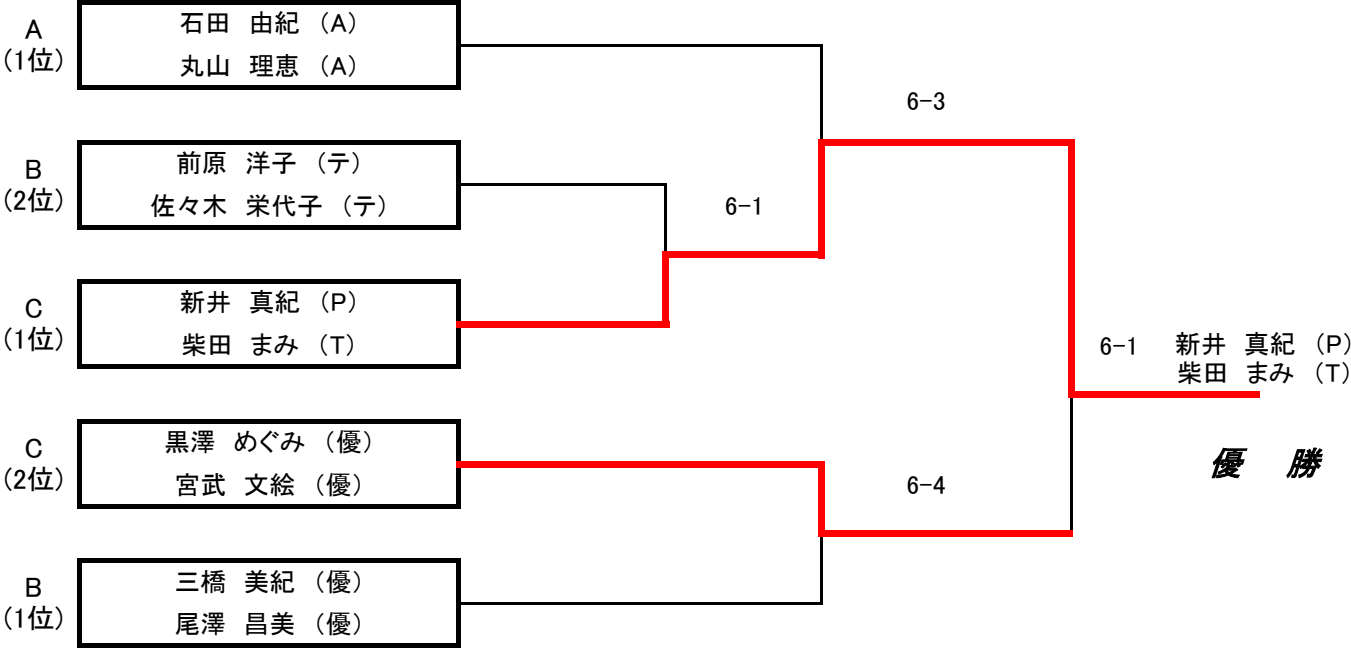 A
(1位)
石田　由紀　(A)
丸山　理恵　(A)
6-3
B
(2位)
前原　洋子　(テ)
佐々木　栄代子　(テ)
6-1
C
(1位)
新井　真紀　(P)
柴田　まみ　(T)
6-1
新井　真紀　(P)
柴田　まみ　(T)
優　勝
C
(2位)
黒澤　めぐみ　(優)
宮武　文絵　(優)
6-4
B
(1位)
三橋　美紀　(優)
尾澤　昌美　(優)